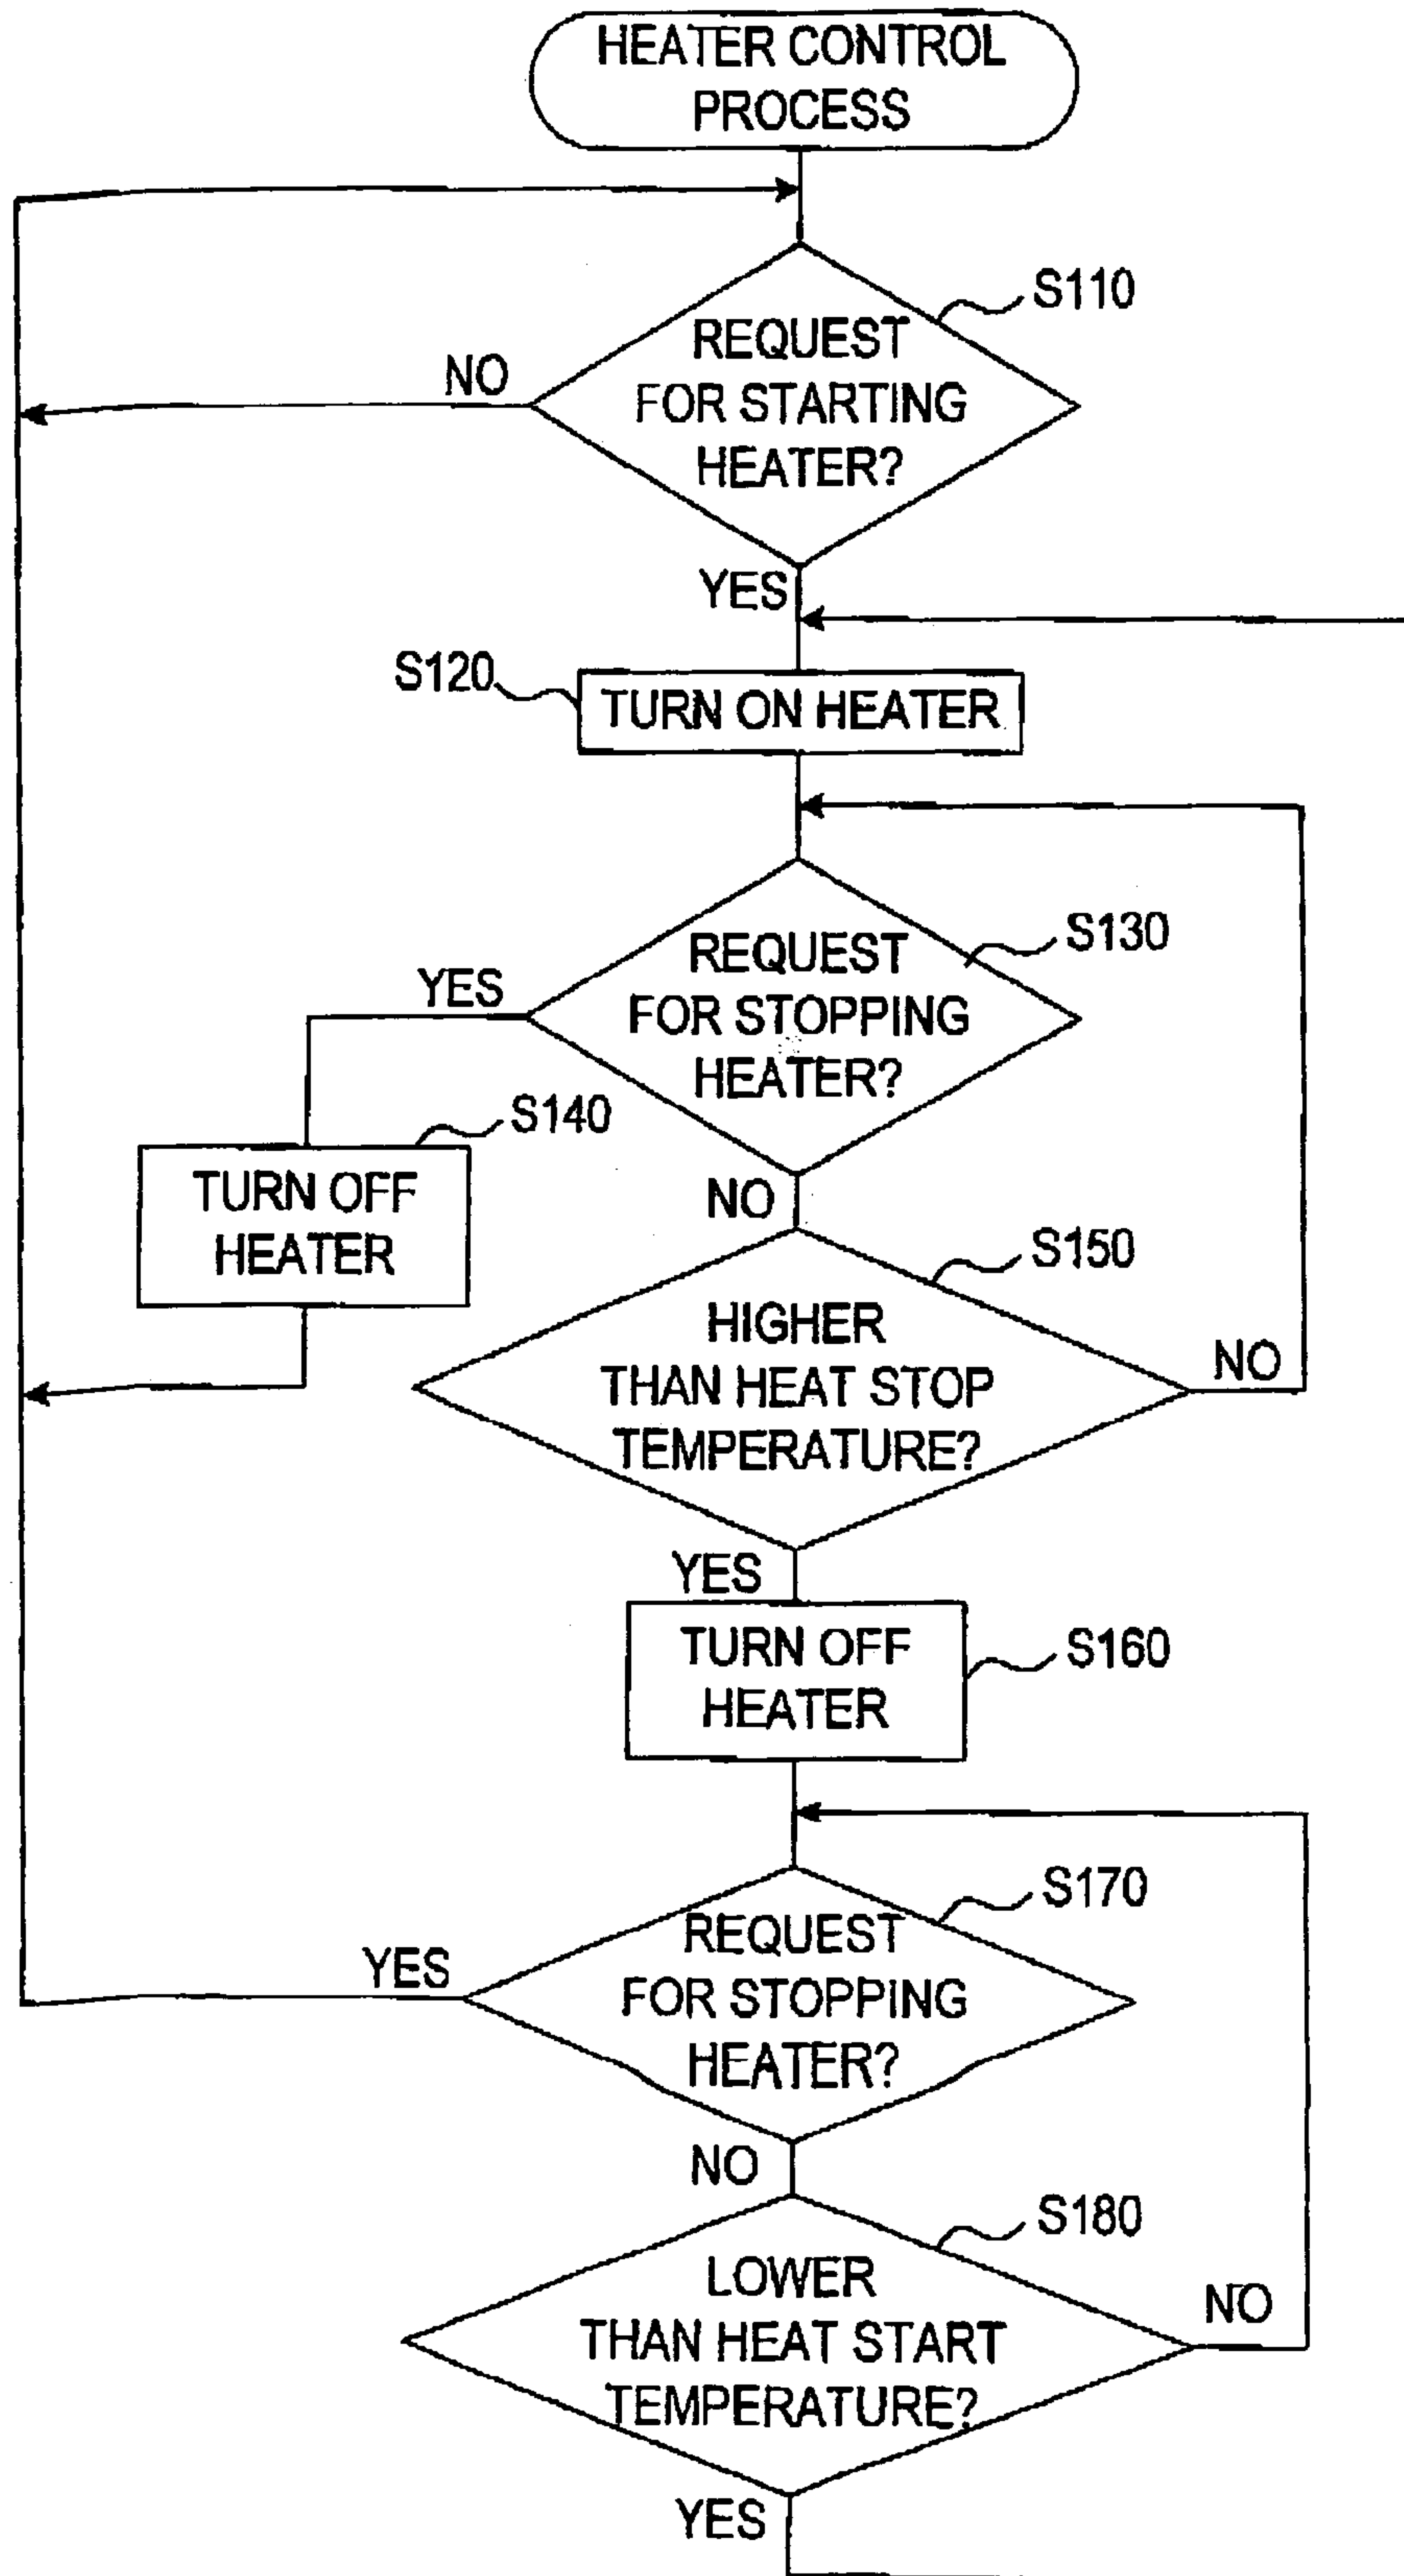 HEATER CONTROL
PROCESS
S110
REQUEST
FOR STARTING
HEATER?
NO
YES
S120
TURN ON HEATER
S130
REQUEST
FOR STOPPING
HEATER?
YES
S140
TURN OFF
HEATER
NO
S150
HIGHER
THAN HEAT STOP
TEMPERATURE?
NO
YES
S160
TURN OFF
HEATER
S170
REQUEST
FOR STOPPING
HEATER?
YES
NO
S180
LOWER
THAN HEAT START
TEMPERATURE?
NO
YES